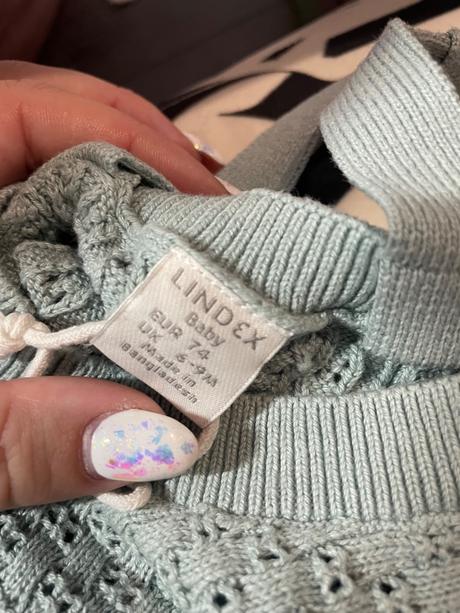 LINDEX
Baby
EUR 74
UK 6-9M
Made in
Bangladesh